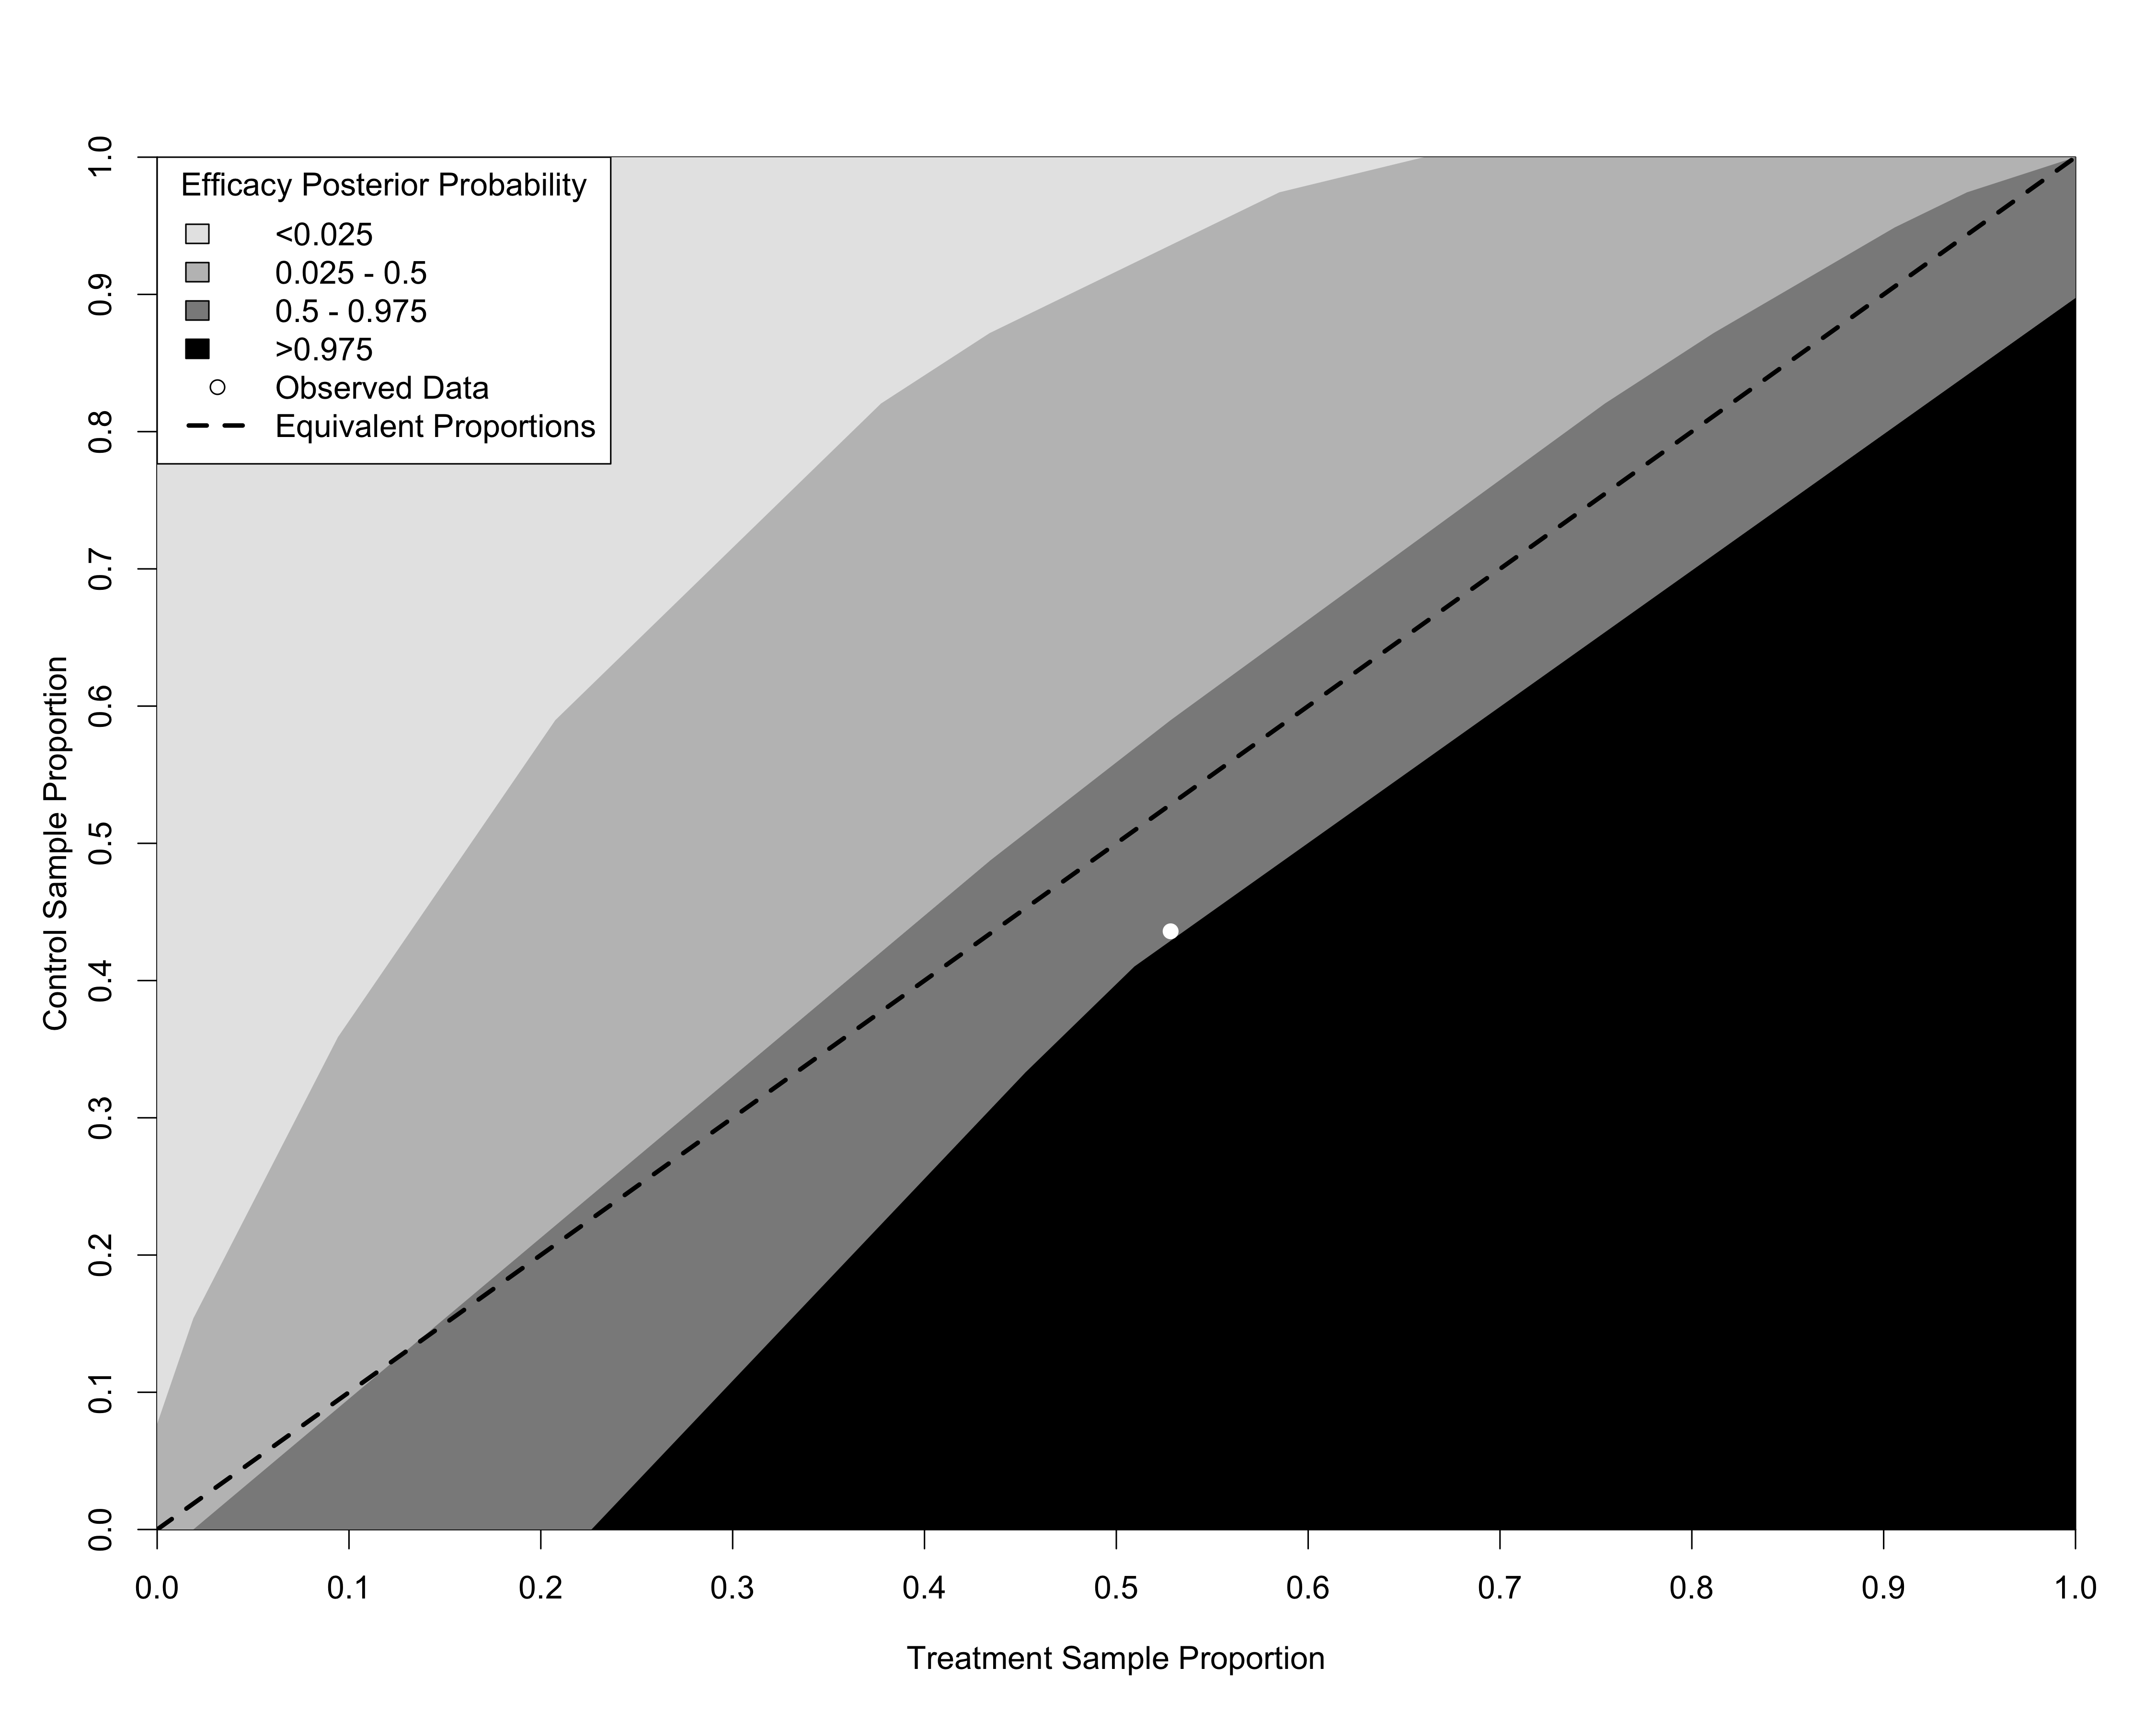 Efficacy Posterior Probability
<0.025
0.025 - 0.5
0.5 - 0.975
>0.975
Observed Data
Equivalent Proportions
Control Sample Proportion
1.0
0.9
0.8
0.7
0.6
0.5
0.4
0.3
0.2
0.1
0.0
0.0 0.1 0.2 0.3 0.4 0.5 0.6 0.7 0.8 0.9 1.0
Treatment Sample Proportion